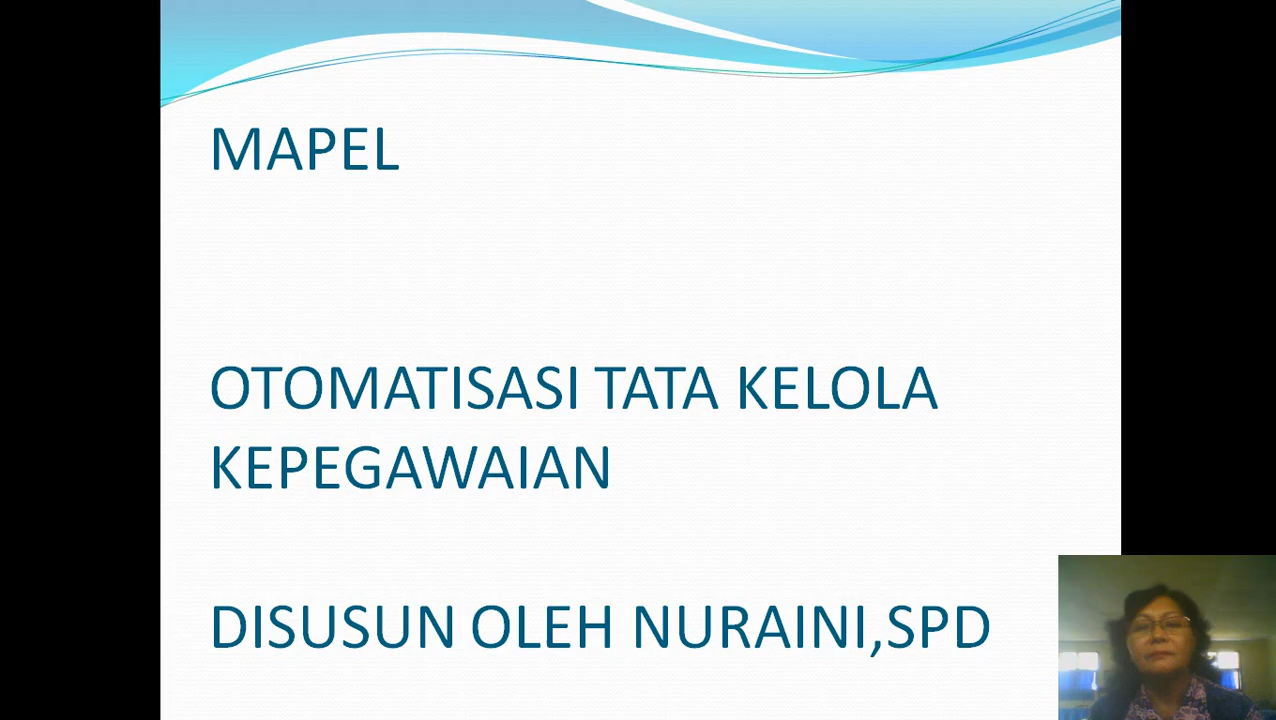 MAPEL
OTOMATISASI TATA KELOLA
KEPEGAWAIAN
DISUSUN OLEH NURAINI,SPD